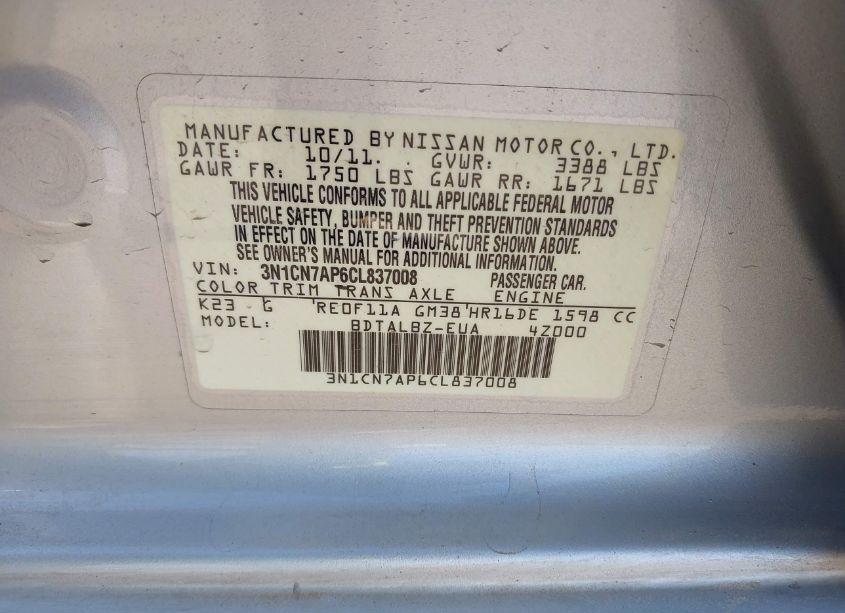 MANUFACTURED BY NISSAN MOTOR CO., LTD.
DATE: 10/11. GVWR: 3388 LBS
GAWR FR: 1750 LBS GAWR RR: 1671 LBS
THIS VEHICLE CONFORMS TO ALL APPLICABLE FEDERAL MOTOR
VEHICLE SAFETY, BUMPER AND THEFT PREVENTION STANDARDS
IN EFFECT ON THE DATE OF MANUFACTURE SHOWN ABOVE.
SEE OWNER'S MANUAL FOR ADDITIONAL INFORMATION.
VIN: 3N1CN7AP6CL837008 PASSENGER CAR.
COLOR TRIM TRANS AXLE ENGINE
K23 G RE0F11A GM38 HR16DE 1598 CC
MODEL: BDTALBZ-EUA 4Z000
3N1CN7AP6CL837008